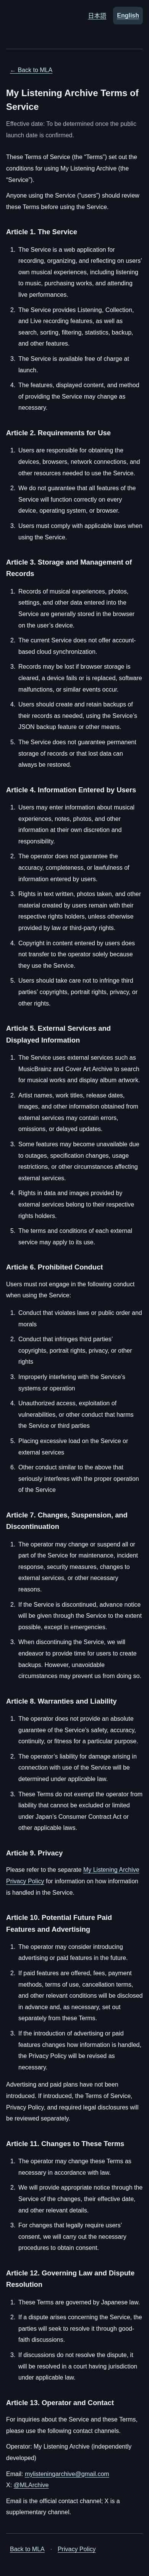 日本語 English
← Back to MLA
My Listening Archive Terms of
Service
Effective date: To be determined once the public
launch date is confirmed.
These Terms of Service (the “Terms”) set out the
conditions for using My Listening Archive (the
“Service”).
Anyone using the Service (“users”) should review
these Terms before using the Service.
Article 1. The Service
1. The Service is a web application for
recording, organizing, and reflecting on users’
own musical experiences, including listening
to music, purchasing works, and attending
live performances.
2. The Service provides Listening, Collection,
and Live recording features, as well as
search, sorting, filtering, statistics, backup,
and other features.
3. The Service is available free of charge at
launch.
4. The features, displayed content, and method
of providing the Service may change as
necessary.
Article 2. Requirements for Use
1. Users are responsible for obtaining the
devices, browsers, network connections, and
other resources needed to use the Service.
2. We do not guarantee that all features of the
Service will function correctly on every
device, operating system, or browser.
3. Users must comply with applicable laws when
using the Service.
Article 3. Storage and Management of
Records
1. Records of musical experiences, photos,
settings, and other data entered into the
Service are generally stored in the browser
on the user’s device.
2. The current Service does not offer account-
based cloud synchronization.
3. Records may be lost if browser storage is
cleared, a device fails or is replaced, software
malfunctions, or similar events occur.
4. Users should create and retain backups of
their records as needed, using the Service’s
JSON backup feature or other means.
5. The Service does not guarantee permanent
storage of records or that lost data can
always be restored.
Article 4. Information Entered by Users
1. Users may enter information about musical
experiences, notes, photos, and other
information at their own discretion and
responsibility.
2. The operator does not guarantee the
accuracy, completeness, or lawfulness of
information entered by users.
3. Rights in text written, photos taken, and other
material created by users remain with their
respective rights holders, unless otherwise
provided by law or third-party rights.
4. Copyright in content entered by users does
not transfer to the operator solely because
they use the Service.
5. Users should take care not to infringe third
parties’ copyrights, portrait rights, privacy, or
other rights.
Article 5. External Services and
Displayed Information
1. The Service uses external services such as
MusicBrainz and Cover Art Archive to search
for musical works and display album artwork.
2. Artist names, work titles, release dates,
images, and other information obtained from
external services may contain errors,
omissions, or delayed updates.
3. Some features may become unavailable due
to outages, specification changes, usage
restrictions, or other circumstances affecting
external services.
4. Rights in data and images provided by
external services belong to their respective
rights holders.
5. The terms and conditions of each external
service may apply to its use.
Article 6. Prohibited Conduct
Users must not engage in the following conduct
when using the Service:
1. Conduct that violates laws or public order and
morals
2. Conduct that infringes third parties’
copyrights, portrait rights, privacy, or other
rights
3. Improperly interfering with the Service’s
systems or operation
4. Unauthorized access, exploitation of
vulnerabilities, or other conduct that harms
the Service or third parties
5. Placing excessive load on the Service or
external services
6. Other conduct similar to the above that
seriously interferes with the proper operation
of the Service
Article 7. Changes, Suspension, and
Discontinuation
1. The operator may change or suspend all or
part of the Service for maintenance, incident
response, security measures, changes to
external services, or other necessary
reasons.
2. If the Service is discontinued, advance notice
will be given through the Service to the extent
possible, except in emergencies.
3. When discontinuing the Service, we will
endeavor to provide time for users to create
backups. However, unavoidable
circumstances may prevent us from doing so.
Article 8. Warranties and Liability
1. The operator does not provide an absolute
guarantee of the Service’s safety, accuracy,
continuity, or fitness for a particular purpose.
2. The operator’s liability for damage arising in
connection with use of the Service will be
determined under applicable law.
3. These Terms do not exempt the operator from
liability that cannot be excluded or limited
under Japan’s Consumer Contract Act or
other applicable laws.
Article 9. Privacy
Please refer to the separate My Listening Archive
Privacy Policy for information on how information
is handled in the Service.
Article 10. Potential Future Paid
Features and Advertising
1. The operator may consider introducing
advertising or paid features in the future.
2. If paid features are offered, fees, payment
methods, terms of use, cancellation terms,
and other relevant conditions will be disclosed
in advance and, as necessary, set out
separately from these Terms.
3. If the introduction of advertising or paid
features changes how information is handled,
the Privacy Policy will be revised as
necessary.
Advertising and paid plans have not been
introduced. If introduced, the Terms of Service,
Privacy Policy, and required legal disclosures will
be reviewed separately.
Article 11. Changes to These Terms
1. The operator may change these Terms as
necessary in accordance with law.
2. We will provide appropriate notice through the
Service of the changes, their effective date,
and other relevant details.
3. For changes that legally require users’
consent, we will carry out the necessary
procedures to obtain consent.
Article 12. Governing Law and Dispute
Resolution
1. These Terms are governed by Japanese law.
2. If a dispute arises concerning the Service, the
parties will seek to resolve it through good-
faith discussions.
3. If discussions do not resolve the dispute, it
will be resolved in a court having jurisdiction
under applicable law.
Article 13. Operator and Contact
For inquiries about the Service and these Terms,
please use the following contact channels.
Operator: My Listening Archive (independently
developed)
Email: mylisteningarchive@gmail.com
X: @MLArchive
Email is the official contact channel; X is a
supplementary channel.
Back to MLA · Privacy Policy